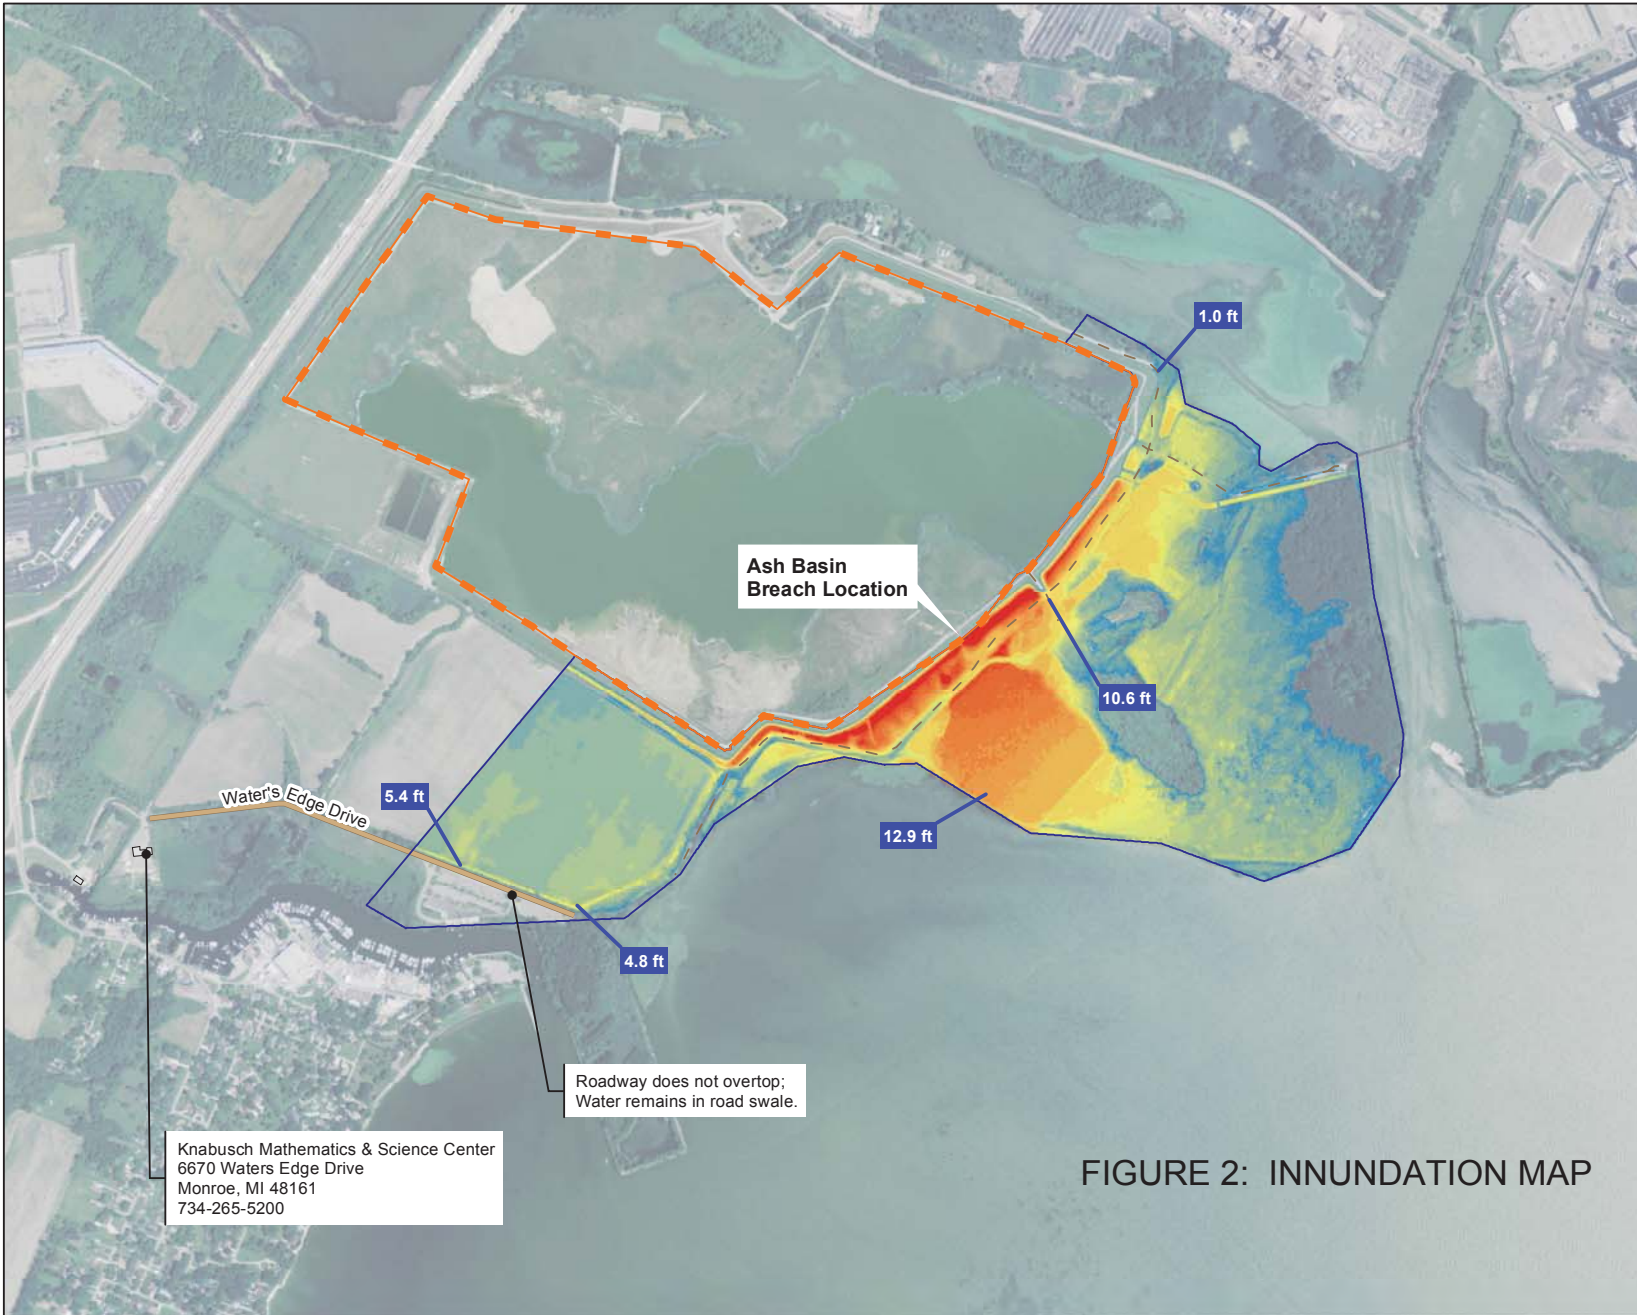 1.0 ft
Ash Basin
Breach Location
10.6 ft
Water's Edge Drive
5.4 ft
12.9 ft
4.8 ft
Roadway does not overtop;
Water remains in road swale.
Knabusch Mathematics & Science Center
6670 Waters Edge Drive
Monroe, MI 48161
734-265-5200
FIGURE 2: INNUNDATION MAP